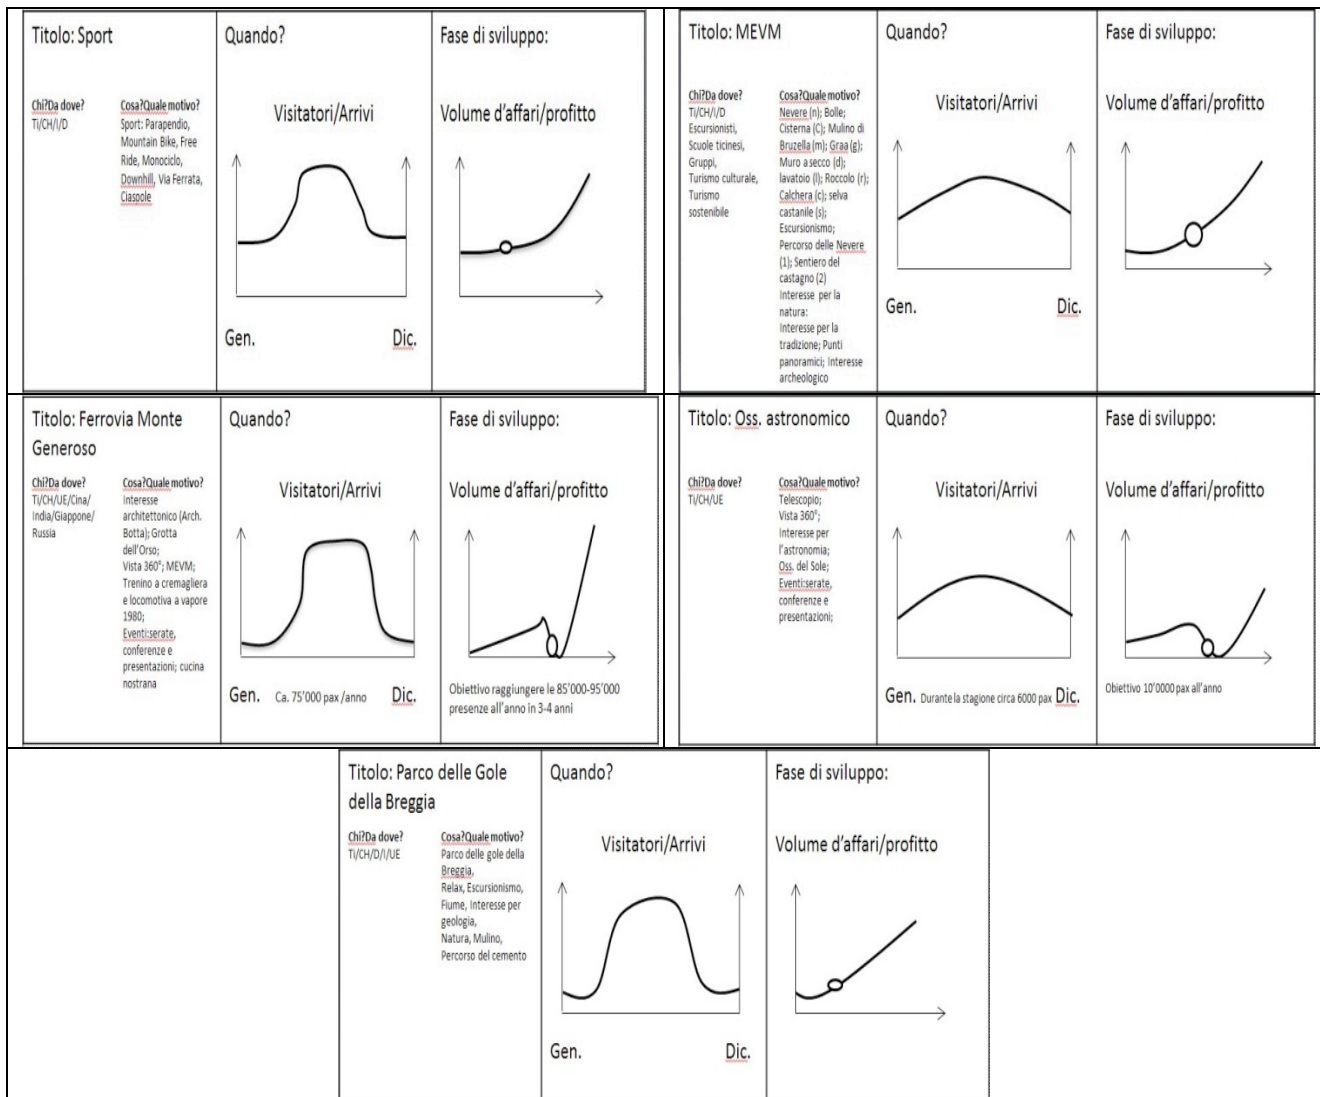 Titolo: Sport
Chi?Da dove?
Ti/CH/I/D
Cosa?Quale motivo?
Sport: Parapendio,
Mountain Bike, Free
Ride, Monociclo,
Downhill, Via Ferrata,
Ciaspole
Quando?
Visitatori/Arrivi
Gen.
Dic.
Fase di sviluppo:
Volume d'affari/profitto
Titolo: MEVM
Chi?Da dove?
Ti/CH/I/D
Escursionisti,
Scuole ticinesi,
Gruppi,
Turismo culturale,
Turismo
sostenibile
Cosa?Quale motivo?
Nevere (n); Bolle;
Cisterna (C); Mulino di
Bruzella (m); Graa (g);
Muro a secco (d);
lavatoio (l); Roccolo (r);
Calchera (c); selva
castanile (s);
Escursionismo;
Percorso delle Nevere
(1); Sentiero del
castagno (2)
Interesse per la
natura:
Interesse per la
tradizione; Punti
panoramici; Interesse
archeologico
Quando?
Visitatori/Arrivi
Gen.
Dic.
Fase di sviluppo:
Volume d'affari/profitto
Titolo: Ferrovia Monte
Generoso
Chi?Da dove?
Ti/CH/UE/Cina/
India/Giappone/
Russia
Cosa?Quale motivo?
Interesse
architettonico (Arch.
Botta); Grotta
dell'Orso;
Vista 360°; MEVM;
Trenino a cremagliera
e locomotiva a vapore
1980;
Eventi:serate,
conferenze e
presentazioni; cucina
nostrana
Quando?
Visitatori/Arrivi
Gen.
Ca. 75'000 pax /anno
Dic.
Fase di sviluppo:
Volume d'affari/profitto
Obiettivo raggiungere le 85'000-95'000
presenze all'anno in 3-4 anni
Titolo: Oss. astronomico
Chi?Da dove?
Ti/CH/UE
Cosa?Quale motivo?
Telescopio;
Vista 360°;
Interesse per
l'astronomia;
Oss. del Sole;
Eventi:serate,
conferenze e
presentazioni;
Quando?
Visitatori/Arrivi
Gen.
Durante la stagione circa 6000 pax
Dic.
Fase di sviluppo:
Volume d'affari/profitto
Obiettivo 10'0000 pax all'anno
Titolo: Parco delle Gole
della Breggia
Chi?Da dove?
Ti/CH/D/I/UE
Cosa?Quale motivo?
Parco delle gole della
Breggia,
Relax, Escursionismo,
Fiume, Interesse per
geologia,
Natura, Mulino,
Percorso del cemento
Quando?
Visitatori/Arrivi
Gen.
Dic.
Fase di sviluppo:
Volume d'affari/profitto